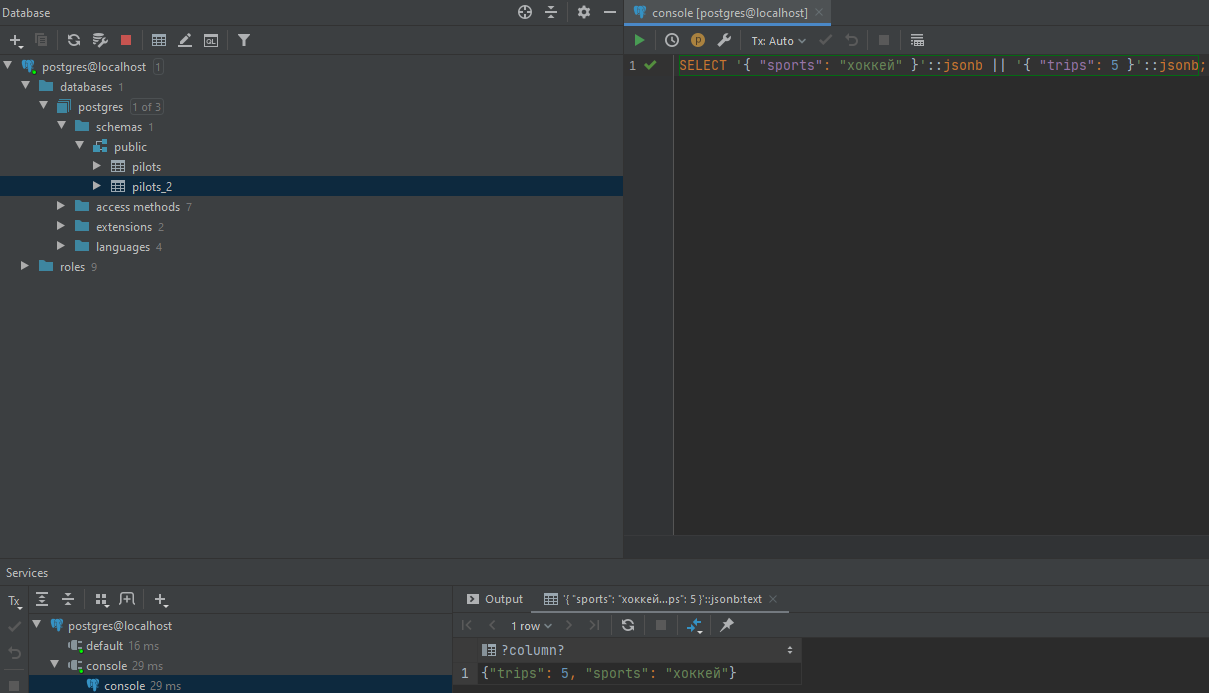 Database
postgres@localhost 1
databases 1
postgres 1 of 3
schemas 1
public
pilots
pilots_2
access methods 7
extensions 2
languages 4
roles 9
console [postgres@localhost]
Tx: Auto
1 SELECT '{ "sports": "хоккей" }'::jsonb || '{ "trips": 5 }'::jsonb;
Services
Tx
postgres@localhost
default 16 ms
console 29 ms
console 29 ms
Output '{ "sports": "хоккей...ps": 5 }'::jsonb:text
1 row
?column?
1 {"trips": 5, "sports": "хоккей"}